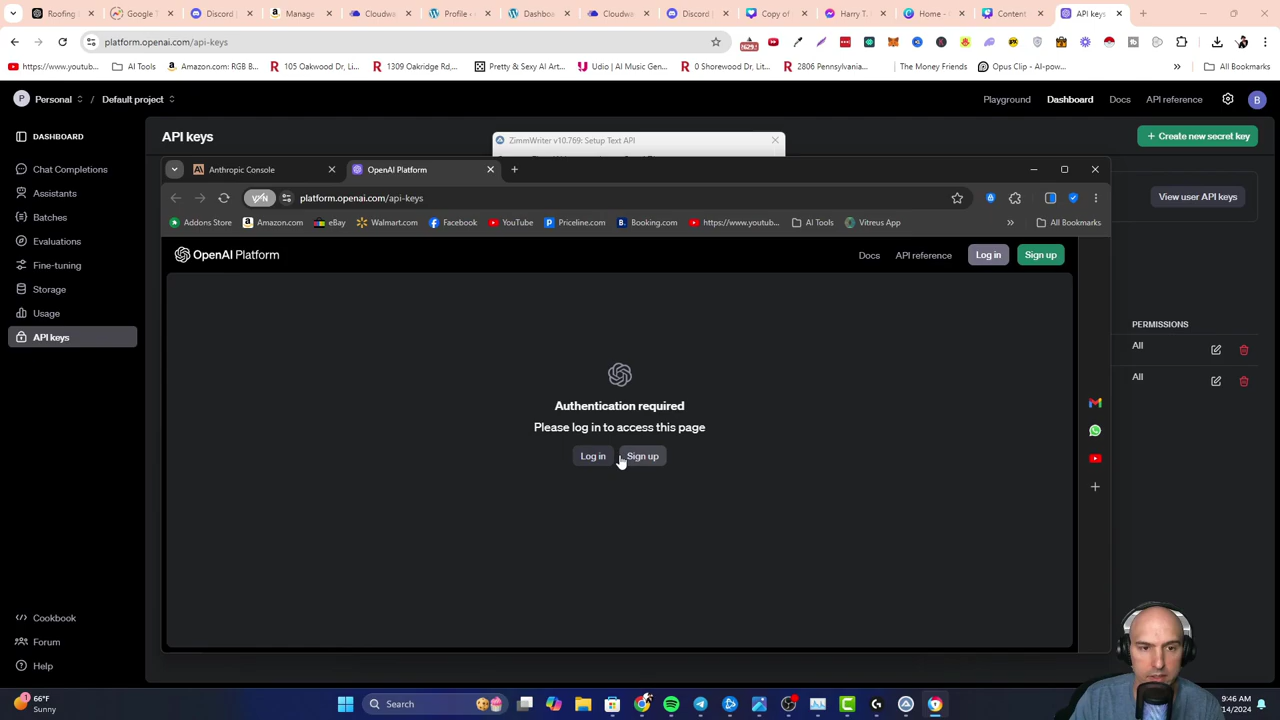 Roofing
Google T
Discord
Manage
Cloudwa
Profile -
Dashbo
Cloudwa
Discord
Copy of
Harry T.
Home -
Content
API keys
platform.openai.com/api-keys
https://www.youtub...
AI Tools
Amazon.com: RGB B...
105 Oakwood Dr, Lit...
1309 Oakridge Rd,...
Pretty & Sexy AI Art...
Udio | AI Music Gen...
0 Shorewood Dr, Lit...
2806 Pennsylvania...
The Money Friends
Opus Clip - AI-pow...
All Bookmarks
P Personal / Default project
Playground
Dashboard
Docs
API reference
B
DASHBOARD
API keys
+ Create new secret key
ZimmWriter v10.769: Setup Text API
Chat Completions
Assistants
Batches
Evaluations
Fine-tuning
Storage
Usage
API keys
Anthropic Console
OpenAI Platform
View user API keys
VPN
platform.openai.com/api-keys
Addons Store
Amazon.com
eBay
Walmart.com
Facebook
YouTube
Priceline.com
Booking.com
https://www.youtub...
AI Tools
Vitreus App
All Bookmarks
OpenAI Platform
Docs
API reference
Log in
Sign up
Authentication required
Please log in to access this page
Log in
Sign up
PERMISSIONS
All
All
Cookbook
Forum
Help
66°F
Sunny
Search
9:46 AM
/14/2024